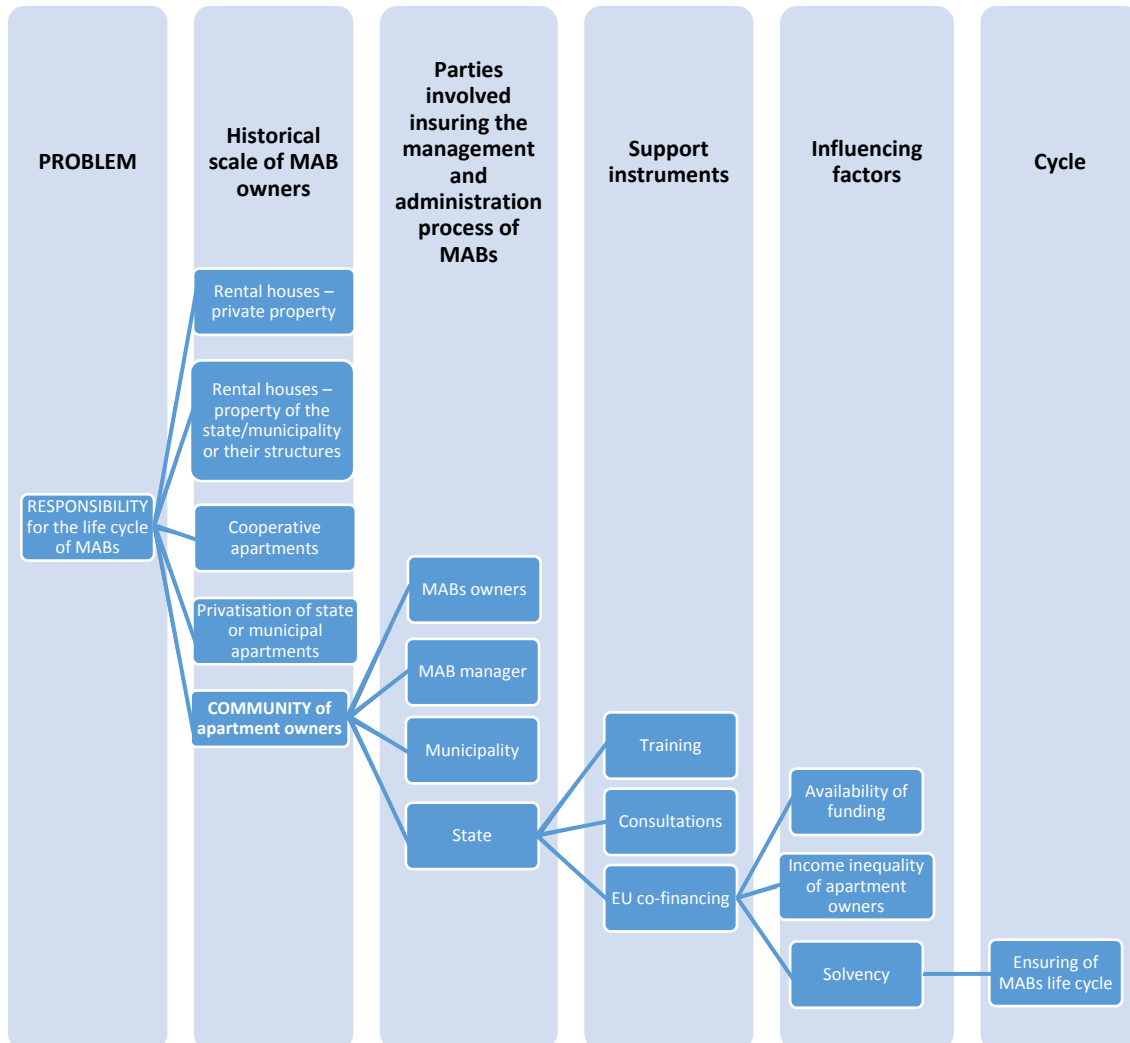 PROBLEM
Historical
scale of MAB
owners
Parties
involved
insuring the
management
and
administration
process of
MABs
Support
instruments
Influencing
factors
Cycle
RESPONSIBILITY
for the life cycle
of MABs
Rental houses –
private property
Rental houses –
property of the
state/municipality
or their structures
Cooperative
apartments
Privatisation of state
or municipal
apartments
COMMUNITY of
apartment owners
MABs owners
MAB manager
Municipality
State
Training
Consultations
EU co-financing
Availability of
funding
Income inequality
of apartment
owners
Solvency
Ensuring of
MABs life cycle